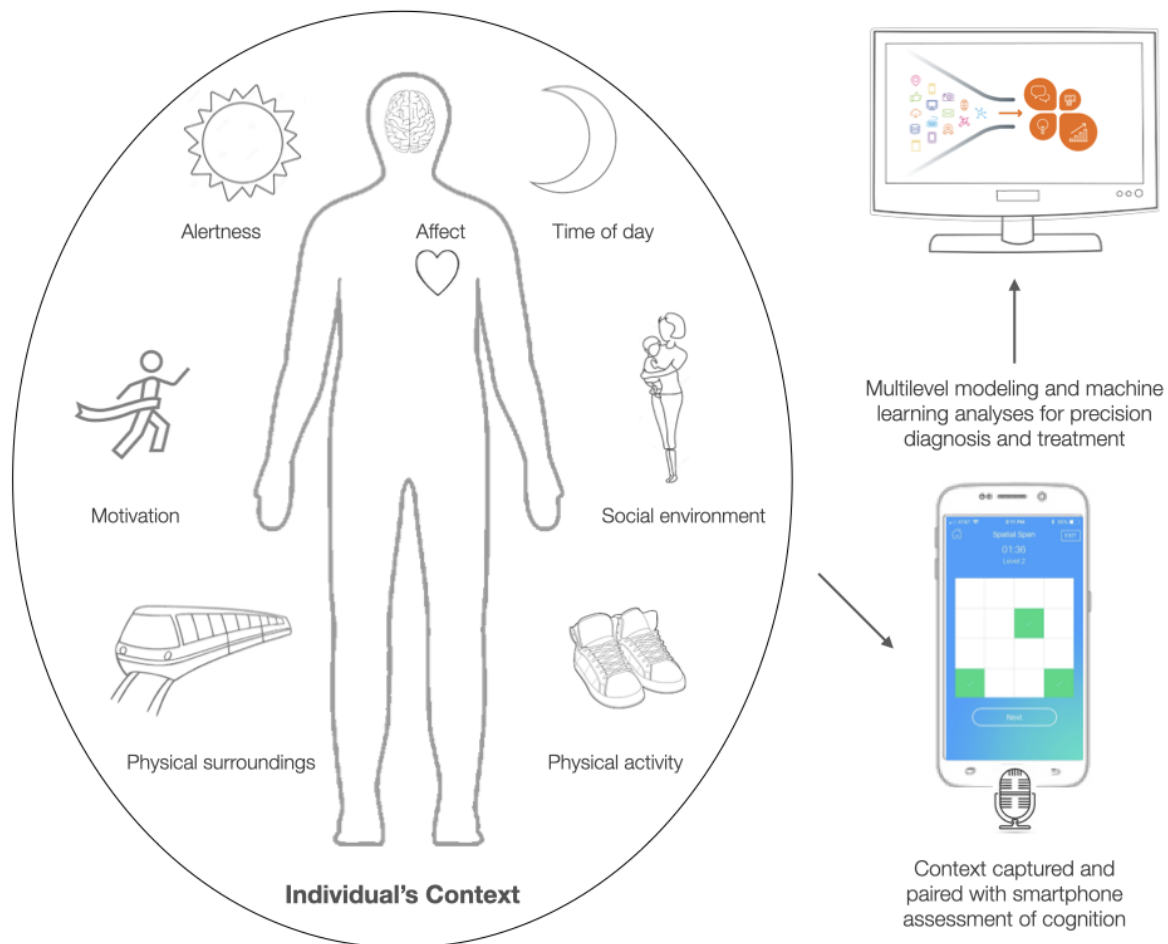 Alertness
Affect
Time of day
Motivation
Social environment
Physical surroundings
Physical activity
Individual's Context
Multilevel modeling and machine
learning analyses for precision
diagnosis and treatment
Spatial Span
EXIT
01:36
Level 2
Next
Context captured and
paired with smartphone
assessment of cognition